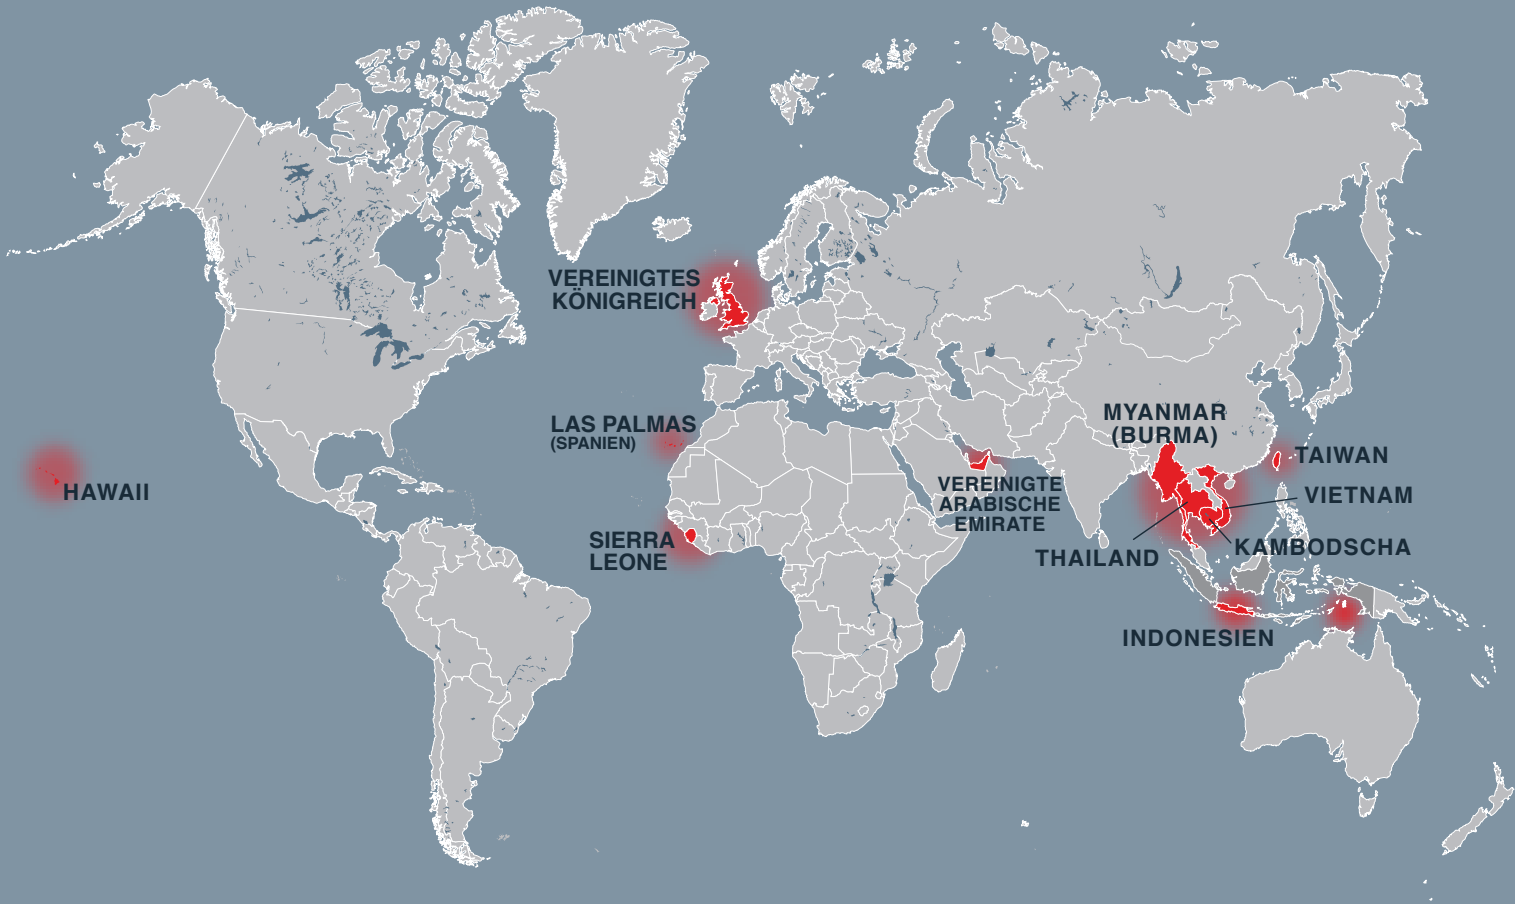 VEREINIGTES
KÖNIGREICH
LAS PALMAS
(SPANIEN)
HAWAII
SIERRA
LEONE
VEREINIGTE
ARABISCHE
EMIRATE
MYANMAR
(BURMA)
TAIWAN
VIETNAM
KAMBODSCHA
THAILAND
INDONESIEN